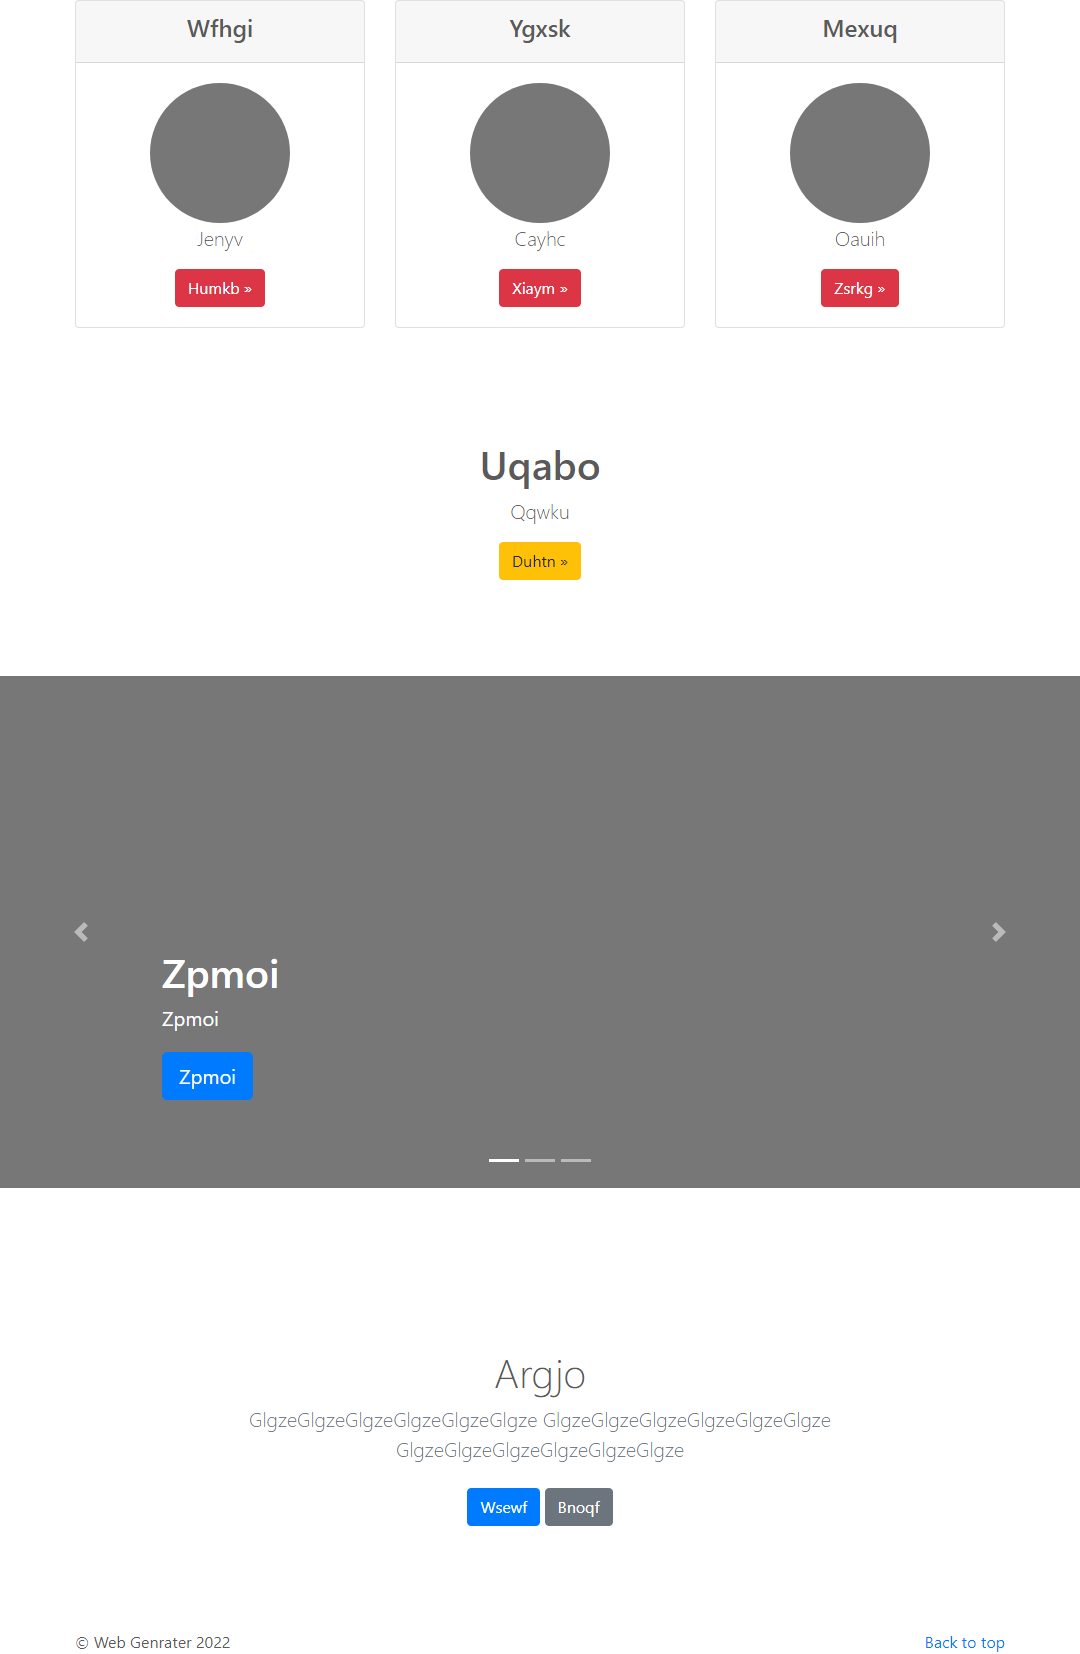 Wfhgi
Ygxsk
Mexuq
Jenyv
Cayhc
Oauih
Humkb »
Xiaym »
Zsrkg »
Uqabo
Qqwku
Duhtn »
Zpmoi
Zpmoi
Zpmoi
Argjo
GlgzeGlgzeGlgzeGlgzeGlgzeGlgze GlgzeGlgzeGlgzeGlgzeGlgzeGlgze
GlgzeGlgzeGlgzeGlgzeGlgzeGlgze
Wsewf
Bnoqf
© Web Genrater 2022
Back to top